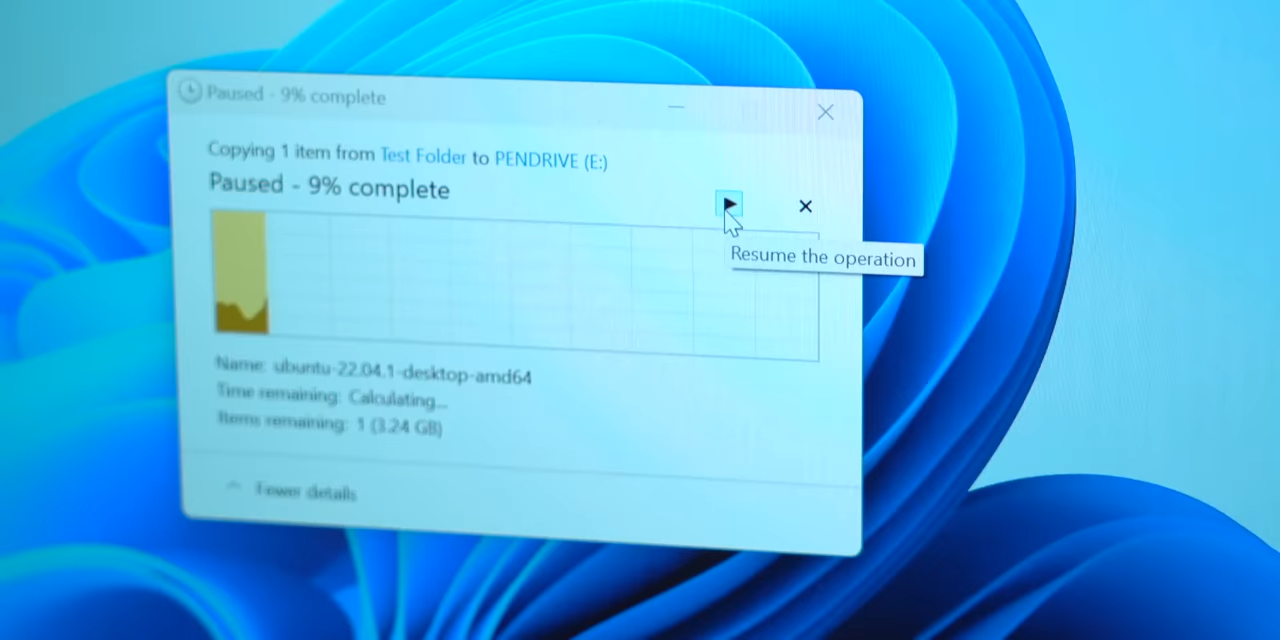 Paused - 9% complete
Copying 1 item from Test Folder to PENDRIVE (E:)
Paused - 9% complete
Resume the operation
Name: ubuntu-22.04.1-desktop-amd64
Time remaining: Calculating...
Items remaining: 1 (3.24 GB)
Fewer details